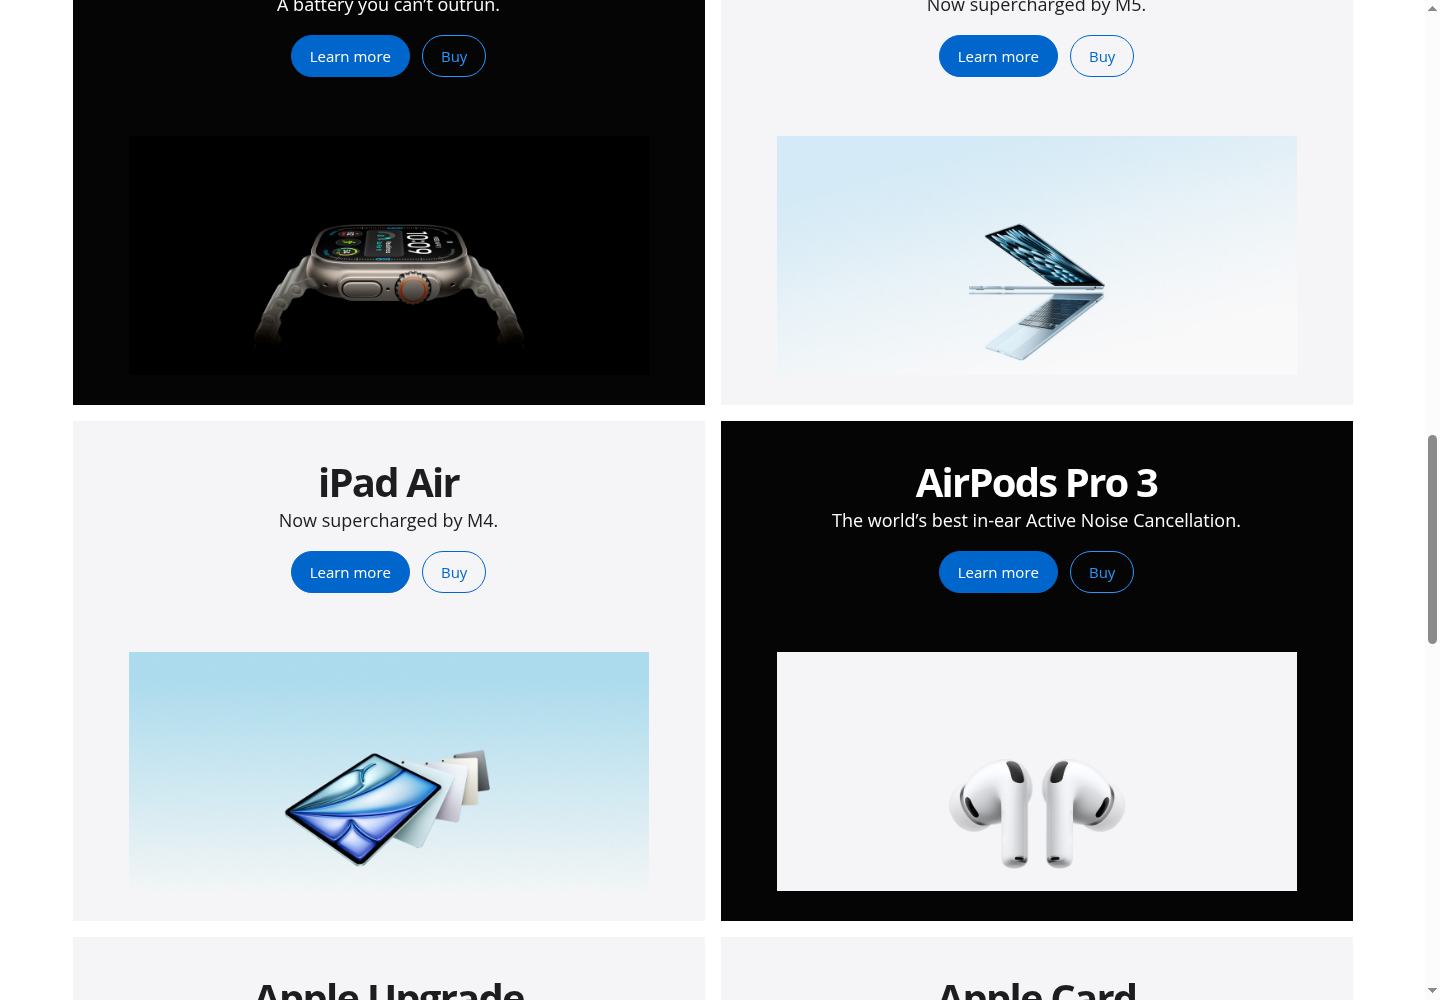 A battery you can’t outrun.
Learn more
Buy
Now supercharged by M5.
Learn more
Buy
10:09
iPad Air
Now supercharged by M4.
Learn more
Buy
AirPods Pro 3
The world’s best in-ear Active Noise Cancellation.
Learn more
Buy
Apple Upgrade
Apple Card